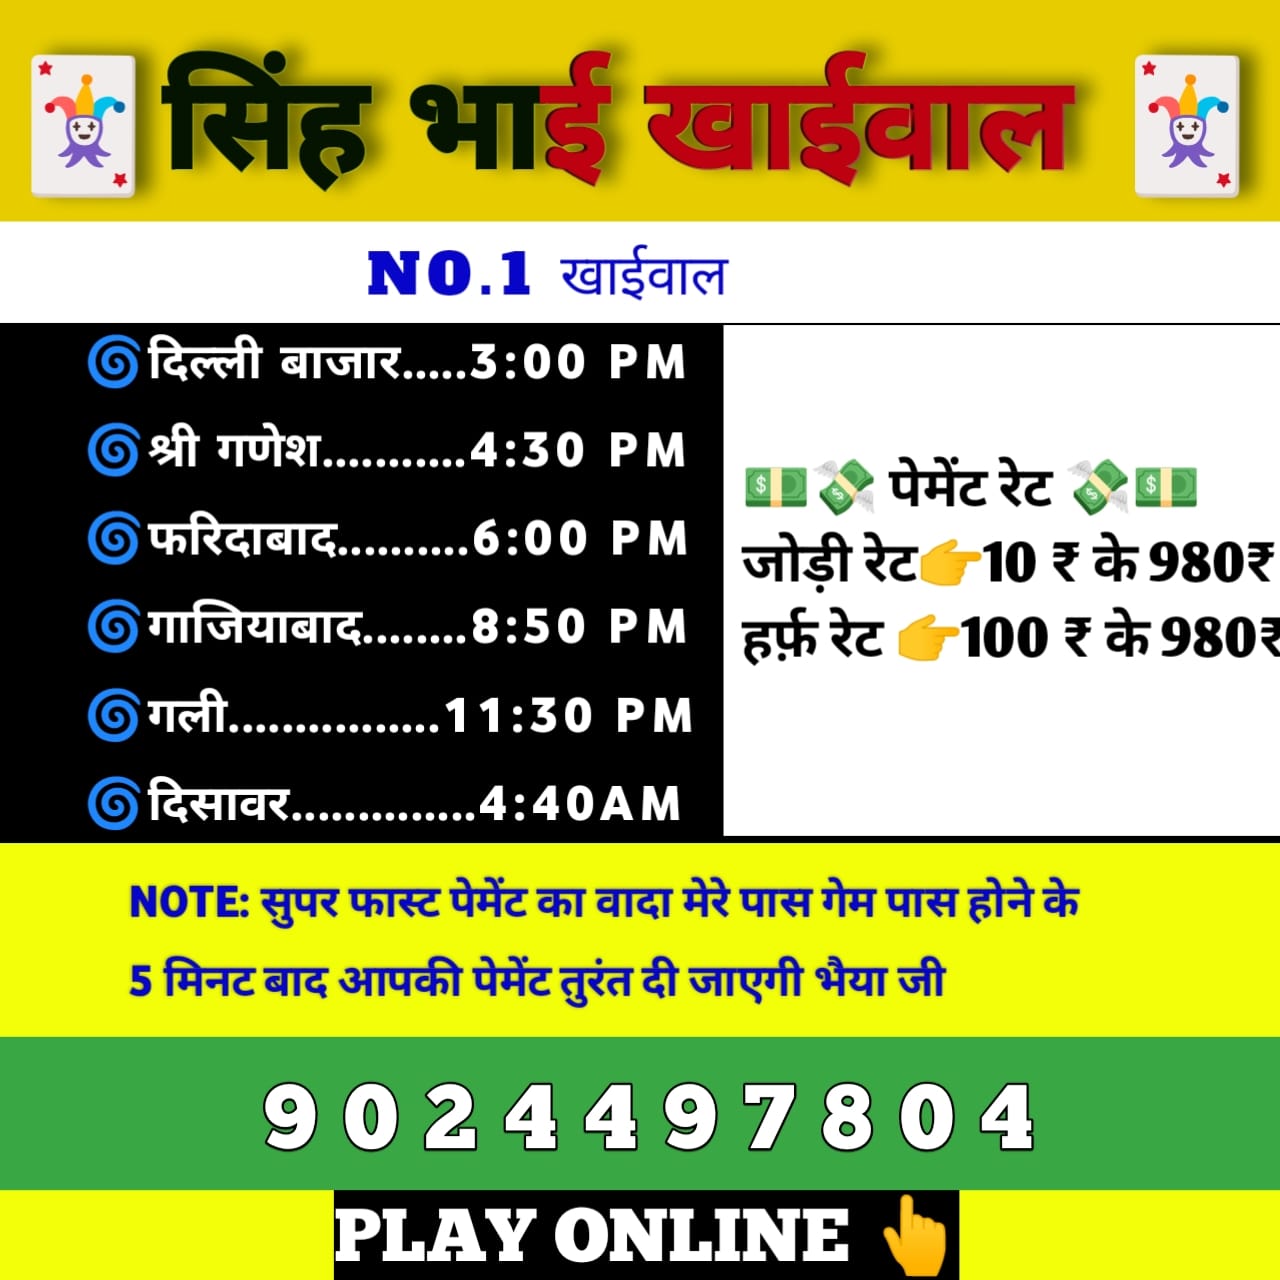 सिंह भाई खाईवाल
NO.1 खाईवाल
दिल्ली बाजार.....3:00 PM
श्री गणेश...........4:30 PM
फरिदाबाद..........6:00 PM
गाजियाबाद........8:50 PM
गली................11:30 PM
दिसावर..............4:40AM
पेमेंट रेट
जोड़ी रेट👉10 ₹ के 980₹
हर्फ़ रेट 👉100 ₹ के 980₹
NOTE: सुपर फास्ट पेमेंट का वादा मेरे पास गेम पास होने के
5 मिनट बाद आपकी पेमेंट तुरंत दी जाएगी भैया जी
9024497804
PLAY ONLINE 👆